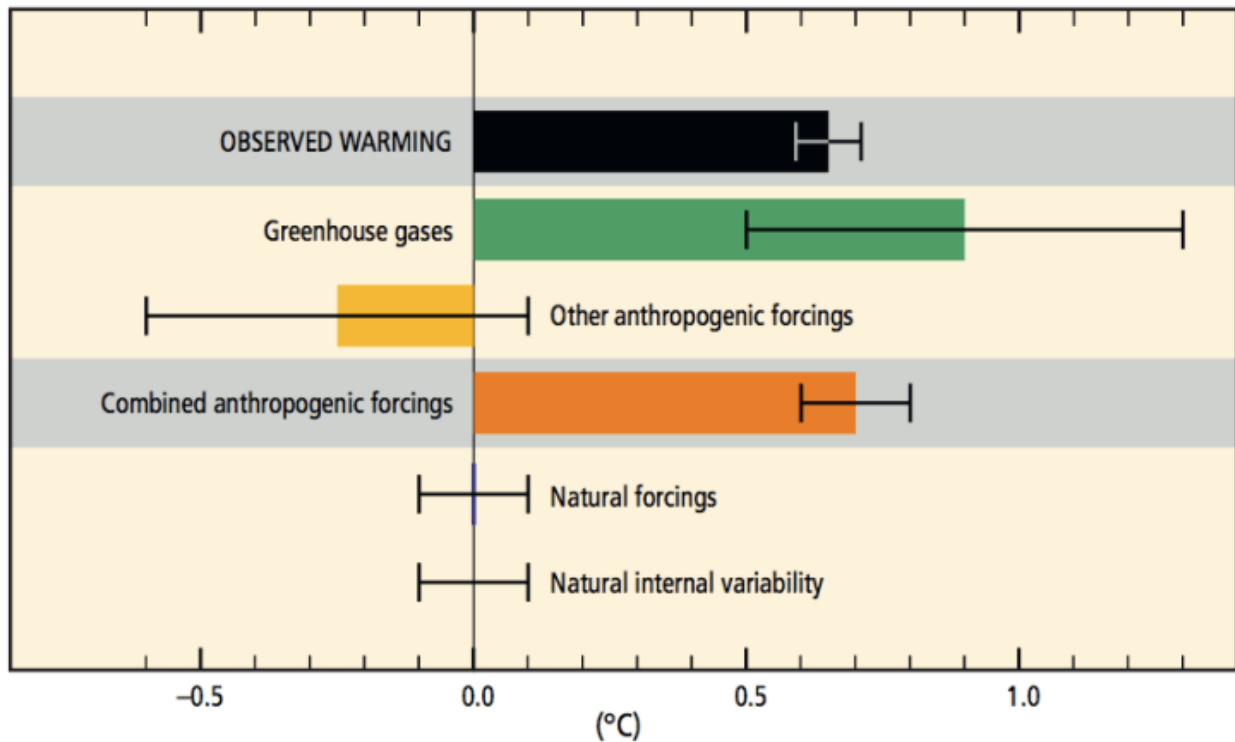 OBSERVED WARMING
Greenhouse gases
Other anthropogenic forcings
Combined anthropogenic forcings
Natural forcings
Natural internal variability
–0.5 0.0 0.5 1.0
(°C)